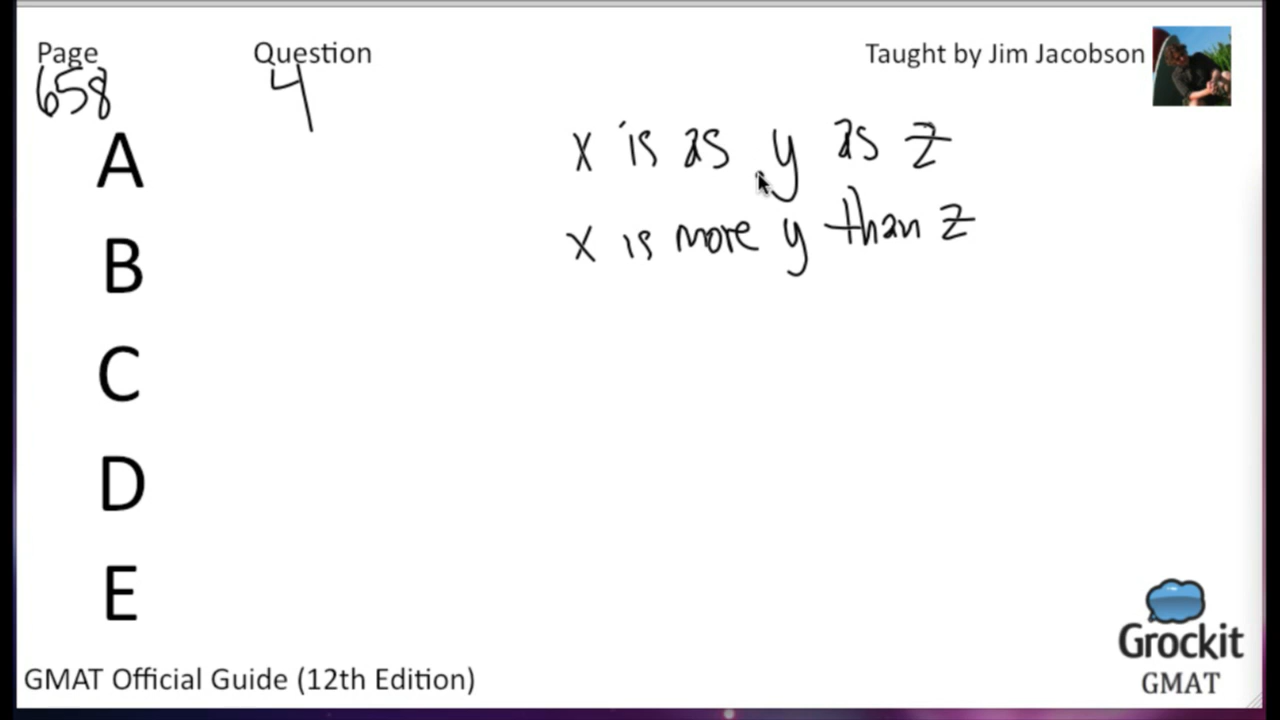 Page Question Taught by Jim Jacobson
658 4
A
x is as y as z
x is more y than z
B
C
D
E
Grockit
GMAT
GMAT Official Guide (12th Edition)